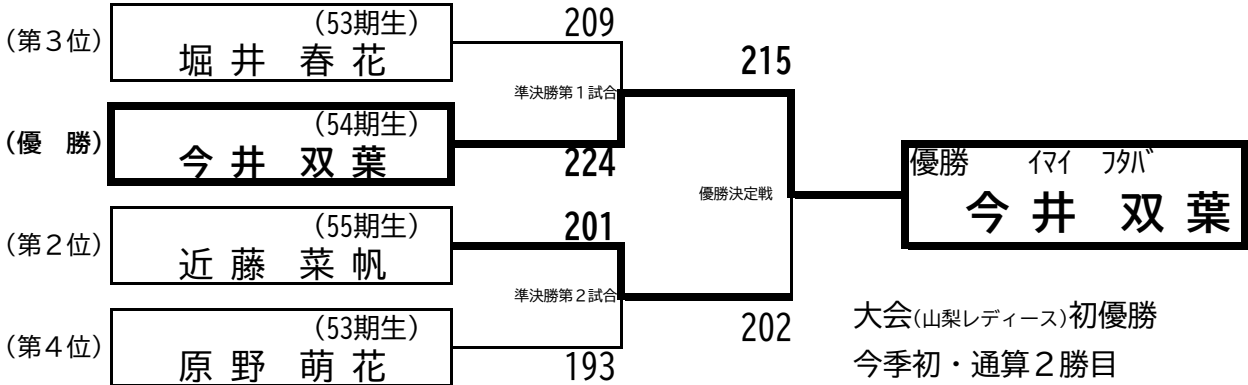 (第３位)
(53期生)
堀井　春花
209
準決勝第１試合
215
(優　勝)
(54期生)
今井　双葉
224
優勝決定戦
優勝　ｲﾏｲ　ﾌﾀﾊﾞ
今井　双葉
(第２位)
(55期生)
近藤　菜帆
201
準決勝第２試合
202
(第４位)
(53期生)
原野　萌花
193
大会(山梨レディース)初優勝
今季初・通算２勝目